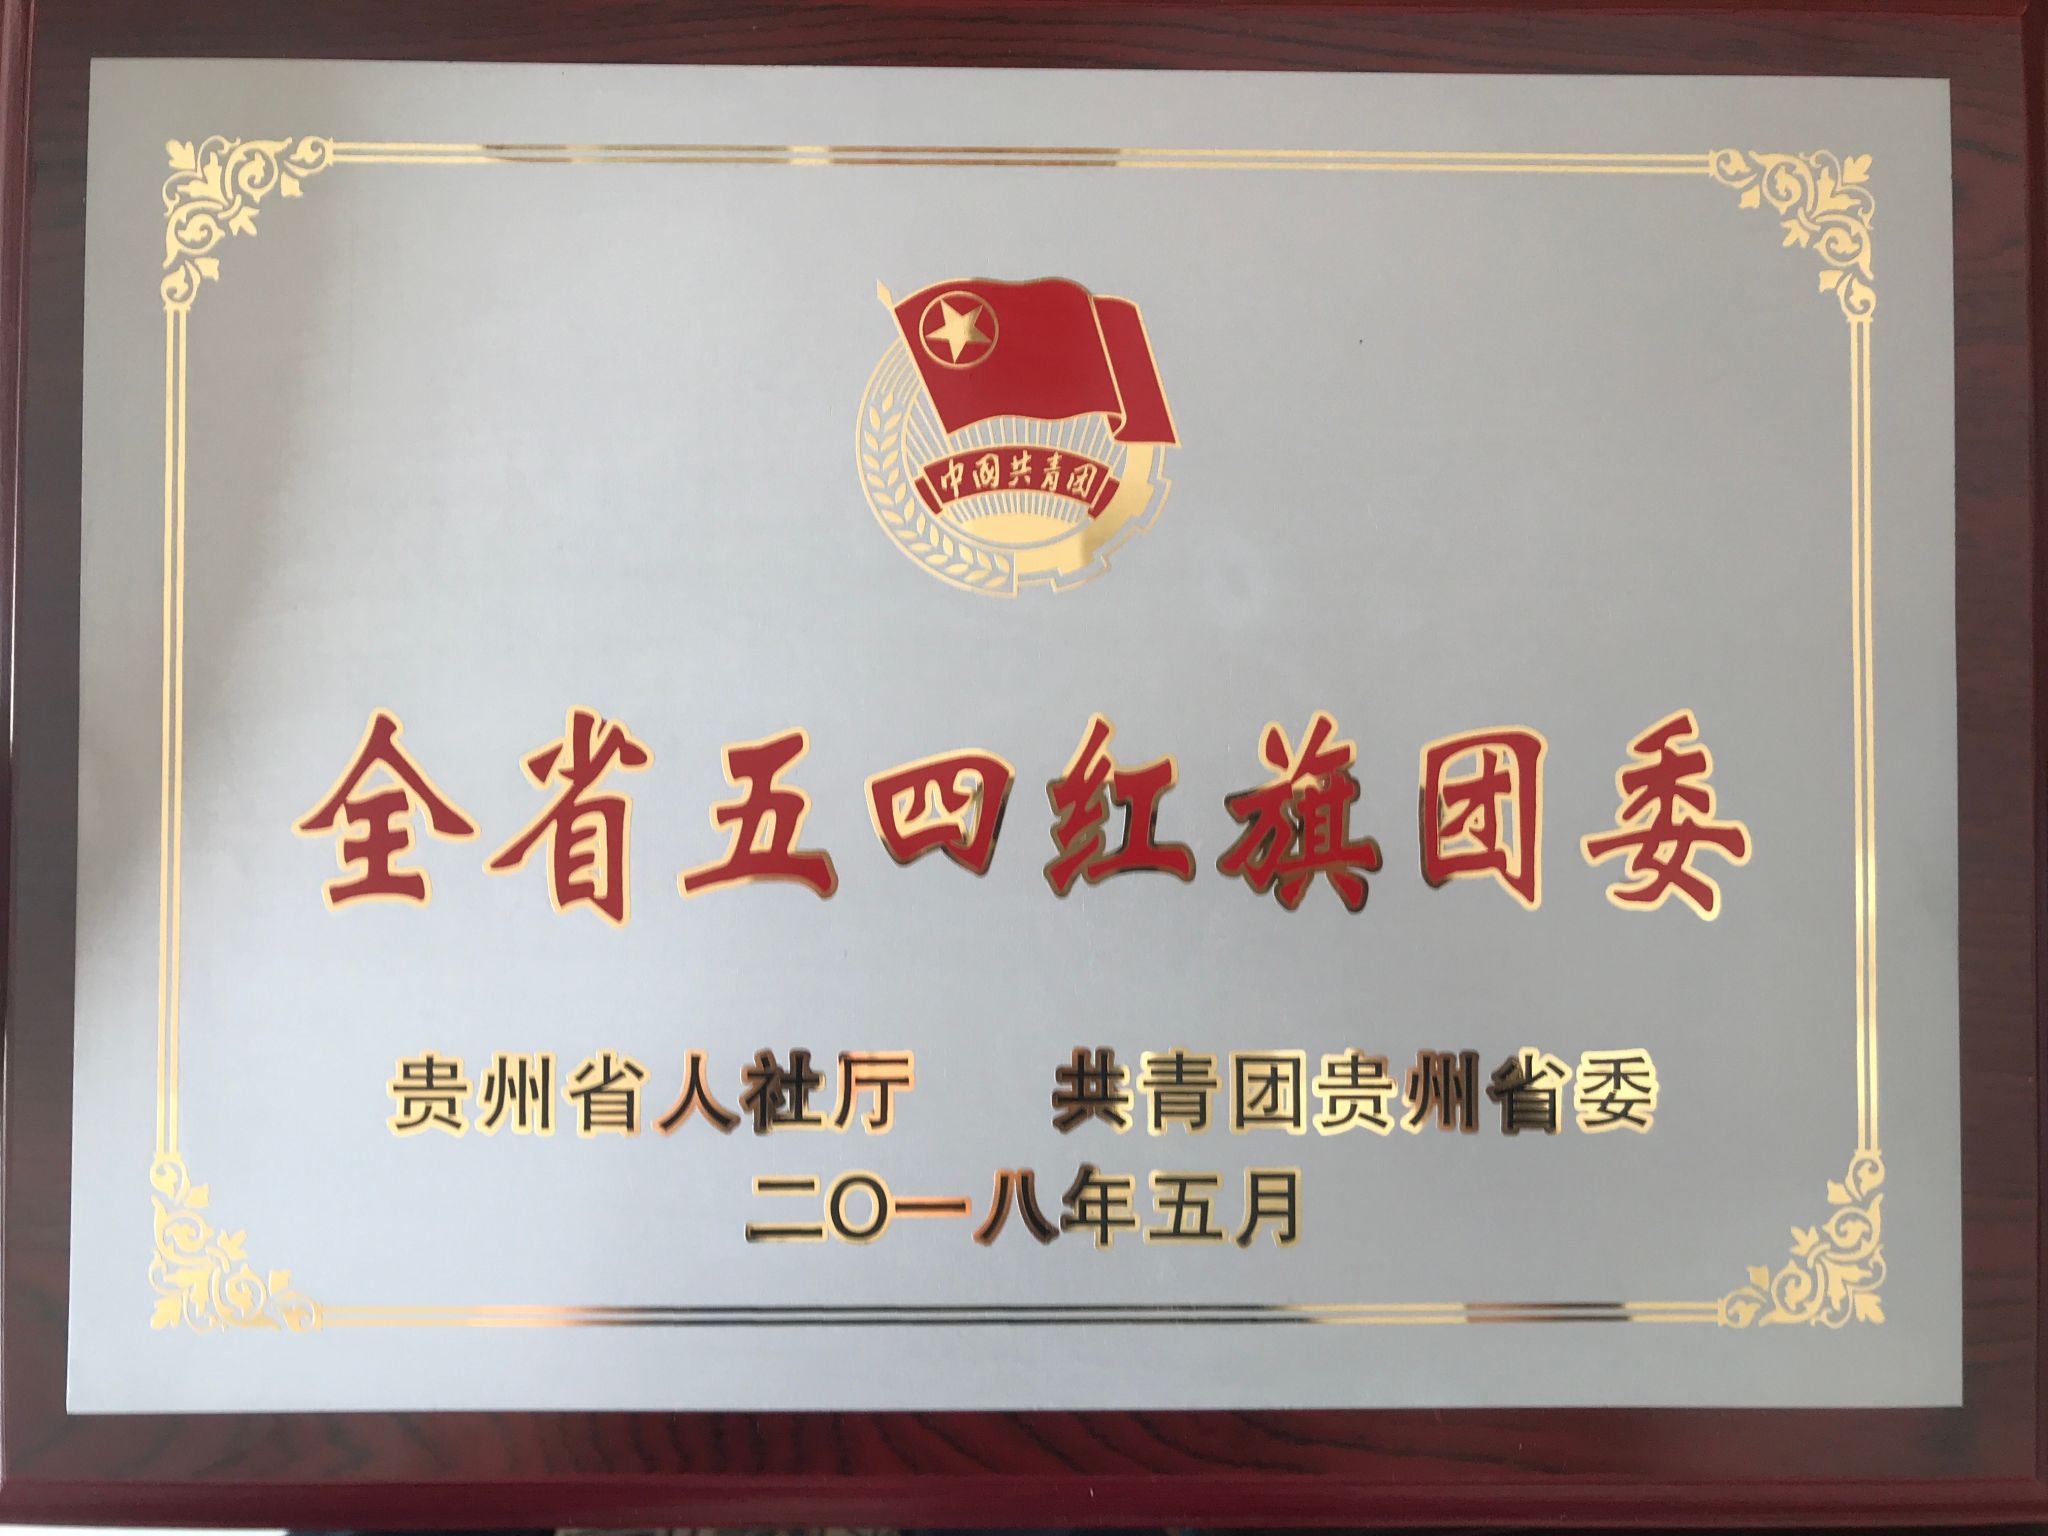 中国共青团
全省五四红旗团委
贵州省人社厅 共青团贵州省委
二〇一八年五月